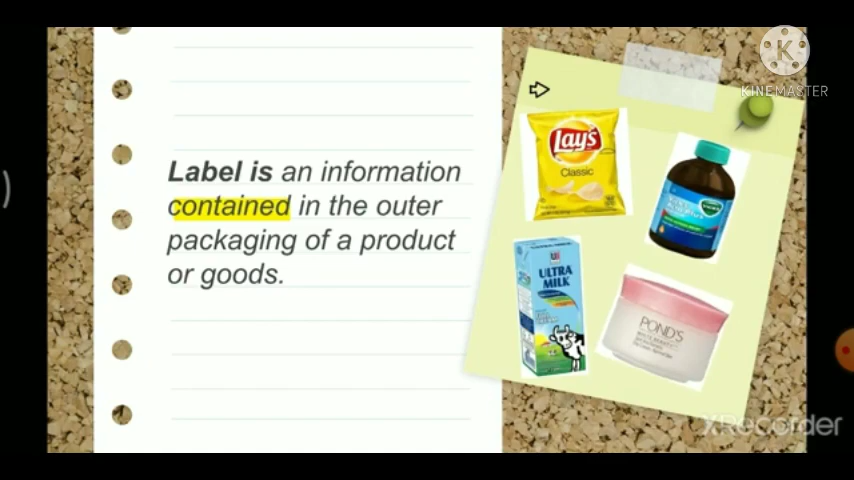 Label is an information
contained in the outer
packaging of a product
or goods.
Lay's
Classic
VICKS
ULTRA
MILK
POND'S
K
KINEMASTER
XRecorder